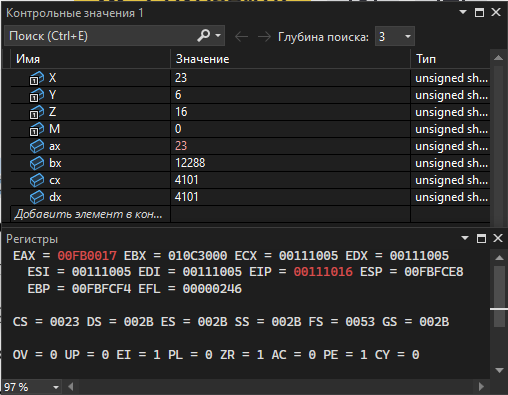 Контрольные значения 1
Поиск (Ctrl+E) Глубина поиска: 3
Имя Значение Тип
X 23 unsigned sh...
Y 6 unsigned sh...
Z 16 unsigned sh...
M 0 unsigned sh...
ax 23 unsigned sh...
bx 12288 unsigned sh...
cx 4101 unsigned sh...
dx 4101 unsigned sh...
Добавить элемент в кон...
Регистры
EAX = 00FB0017 EBX = 010C3000 ECX = 00111005 EDX = 00111005
ESI = 00111005 EDI = 00111005 EIP = 00111016 ESP = 00FBFCE8
EBP = 00FBFCF4 EFL = 00000246
CS = 0023 DS = 002B ES = 002B SS = 002B FS = 0053 GS = 002B
OV = 0 UP = 0 EI = 1 PL = 0 ZR = 1 AC = 0 PE = 1 CY = 0
97 %